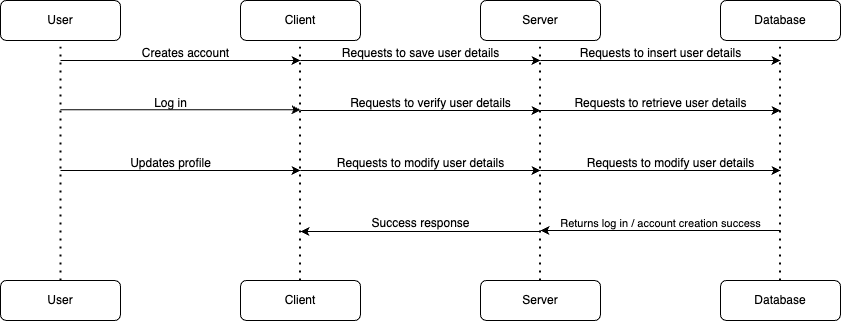 User
Client
Server
Database
Creates account
Requests to save user details
Requests to insert user details
Log in
Requests to verify user details
Requests to retrieve user details
Updates profile
Requests to modify user details
Requests to modify user details
Success response
Returns log in / account creation success
User
Client
Server
Database